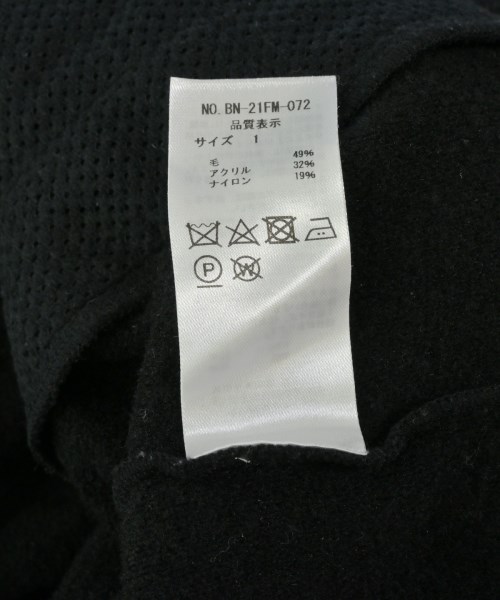 NO.BN-21FM-072
品質表示
サイズ 1
毛 49%
アクリル 32%
ナイロン 19%
P
W